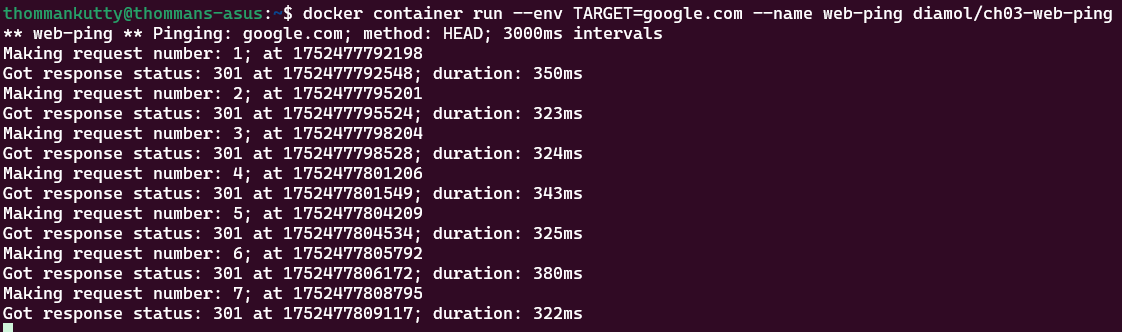 thommankutty@thommans-asus:~$ docker container run --env TARGET=google.com --name web-ping diamol/ch03-web-ping
** web-ping ** Pinging: google.com; method: HEAD; 3000ms intervals
Making request number: 1; at 1752477792198
Got response status: 301 at 1752477792548; duration: 350ms
Making request number: 2; at 1752477795201
Got response status: 301 at 1752477795524; duration: 323ms
Making request number: 3; at 1752477798204
Got response status: 301 at 1752477798528; duration: 324ms
Making request number: 4; at 1752477801206
Got response status: 301 at 1752477801549; duration: 343ms
Making request number: 5; at 1752477804209
Got response status: 301 at 1752477804534; duration: 325ms
Making request number: 6; at 1752477805792
Got response status: 301 at 1752477806172; duration: 380ms
Making request number: 7; at 1752477808795
Got response status: 301 at 1752477809117; duration: 322ms